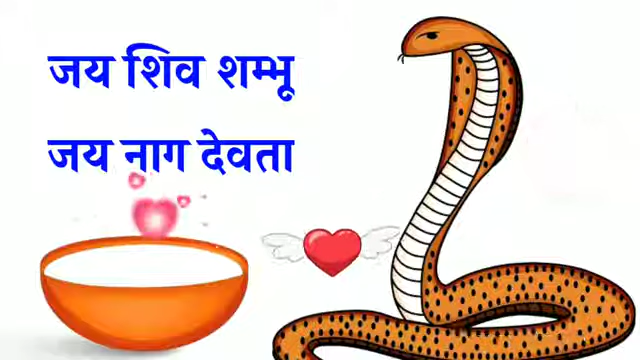 जय शिव शम्भू
जय नाग देवता